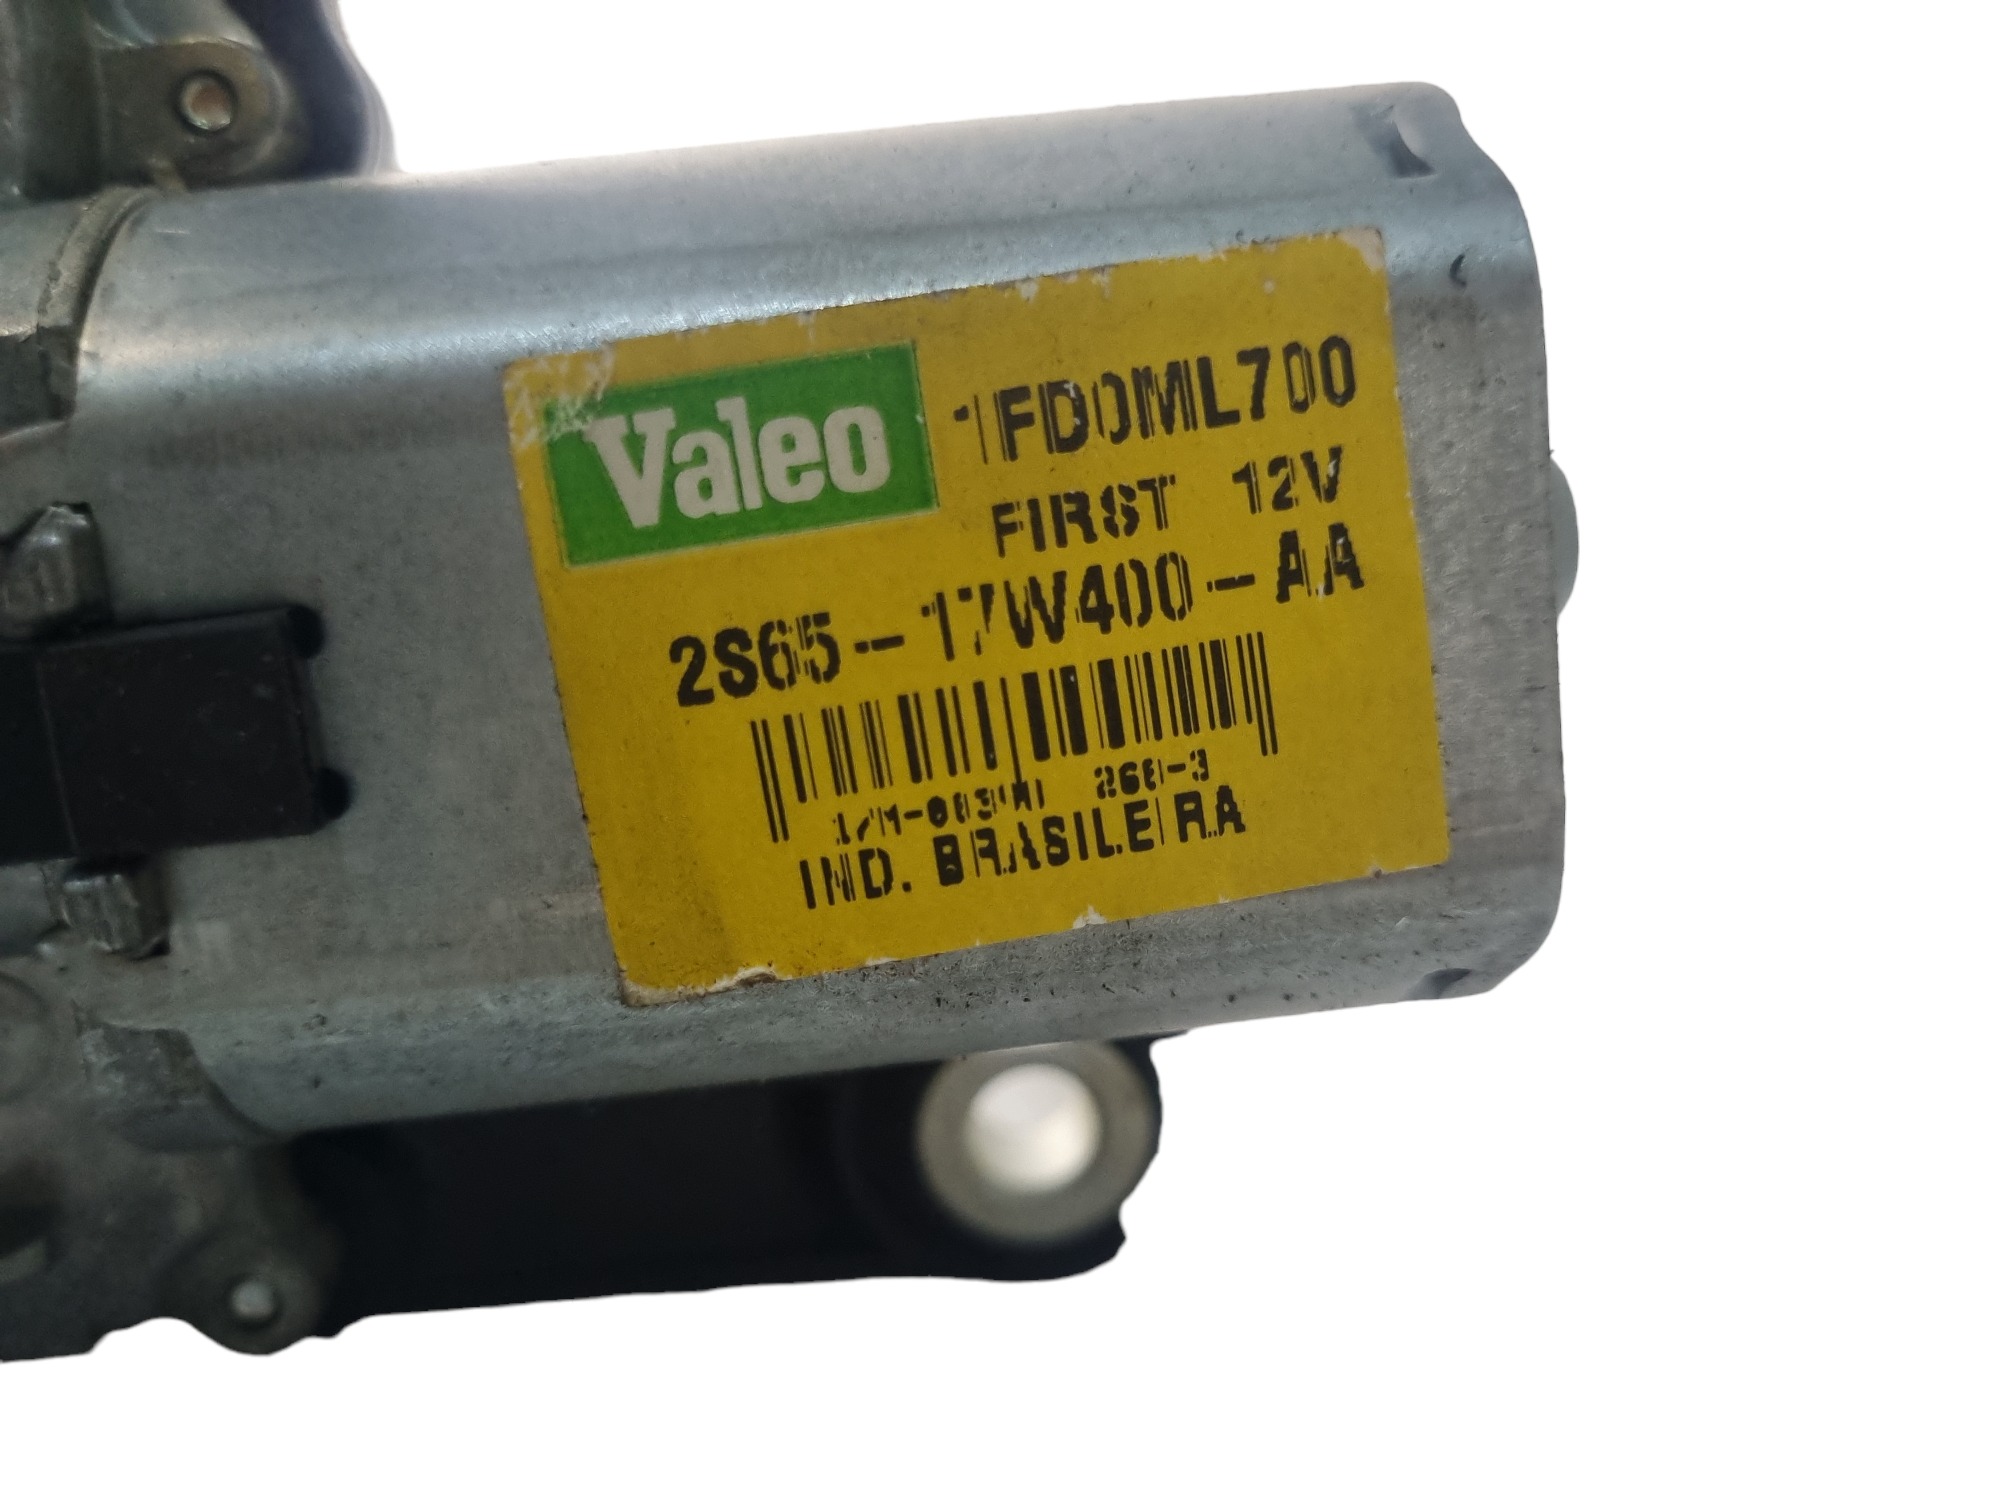 Valeo
1FD0ML700
FIRST 12V
2S65-17W400-AA
IND. BRASILEIRA